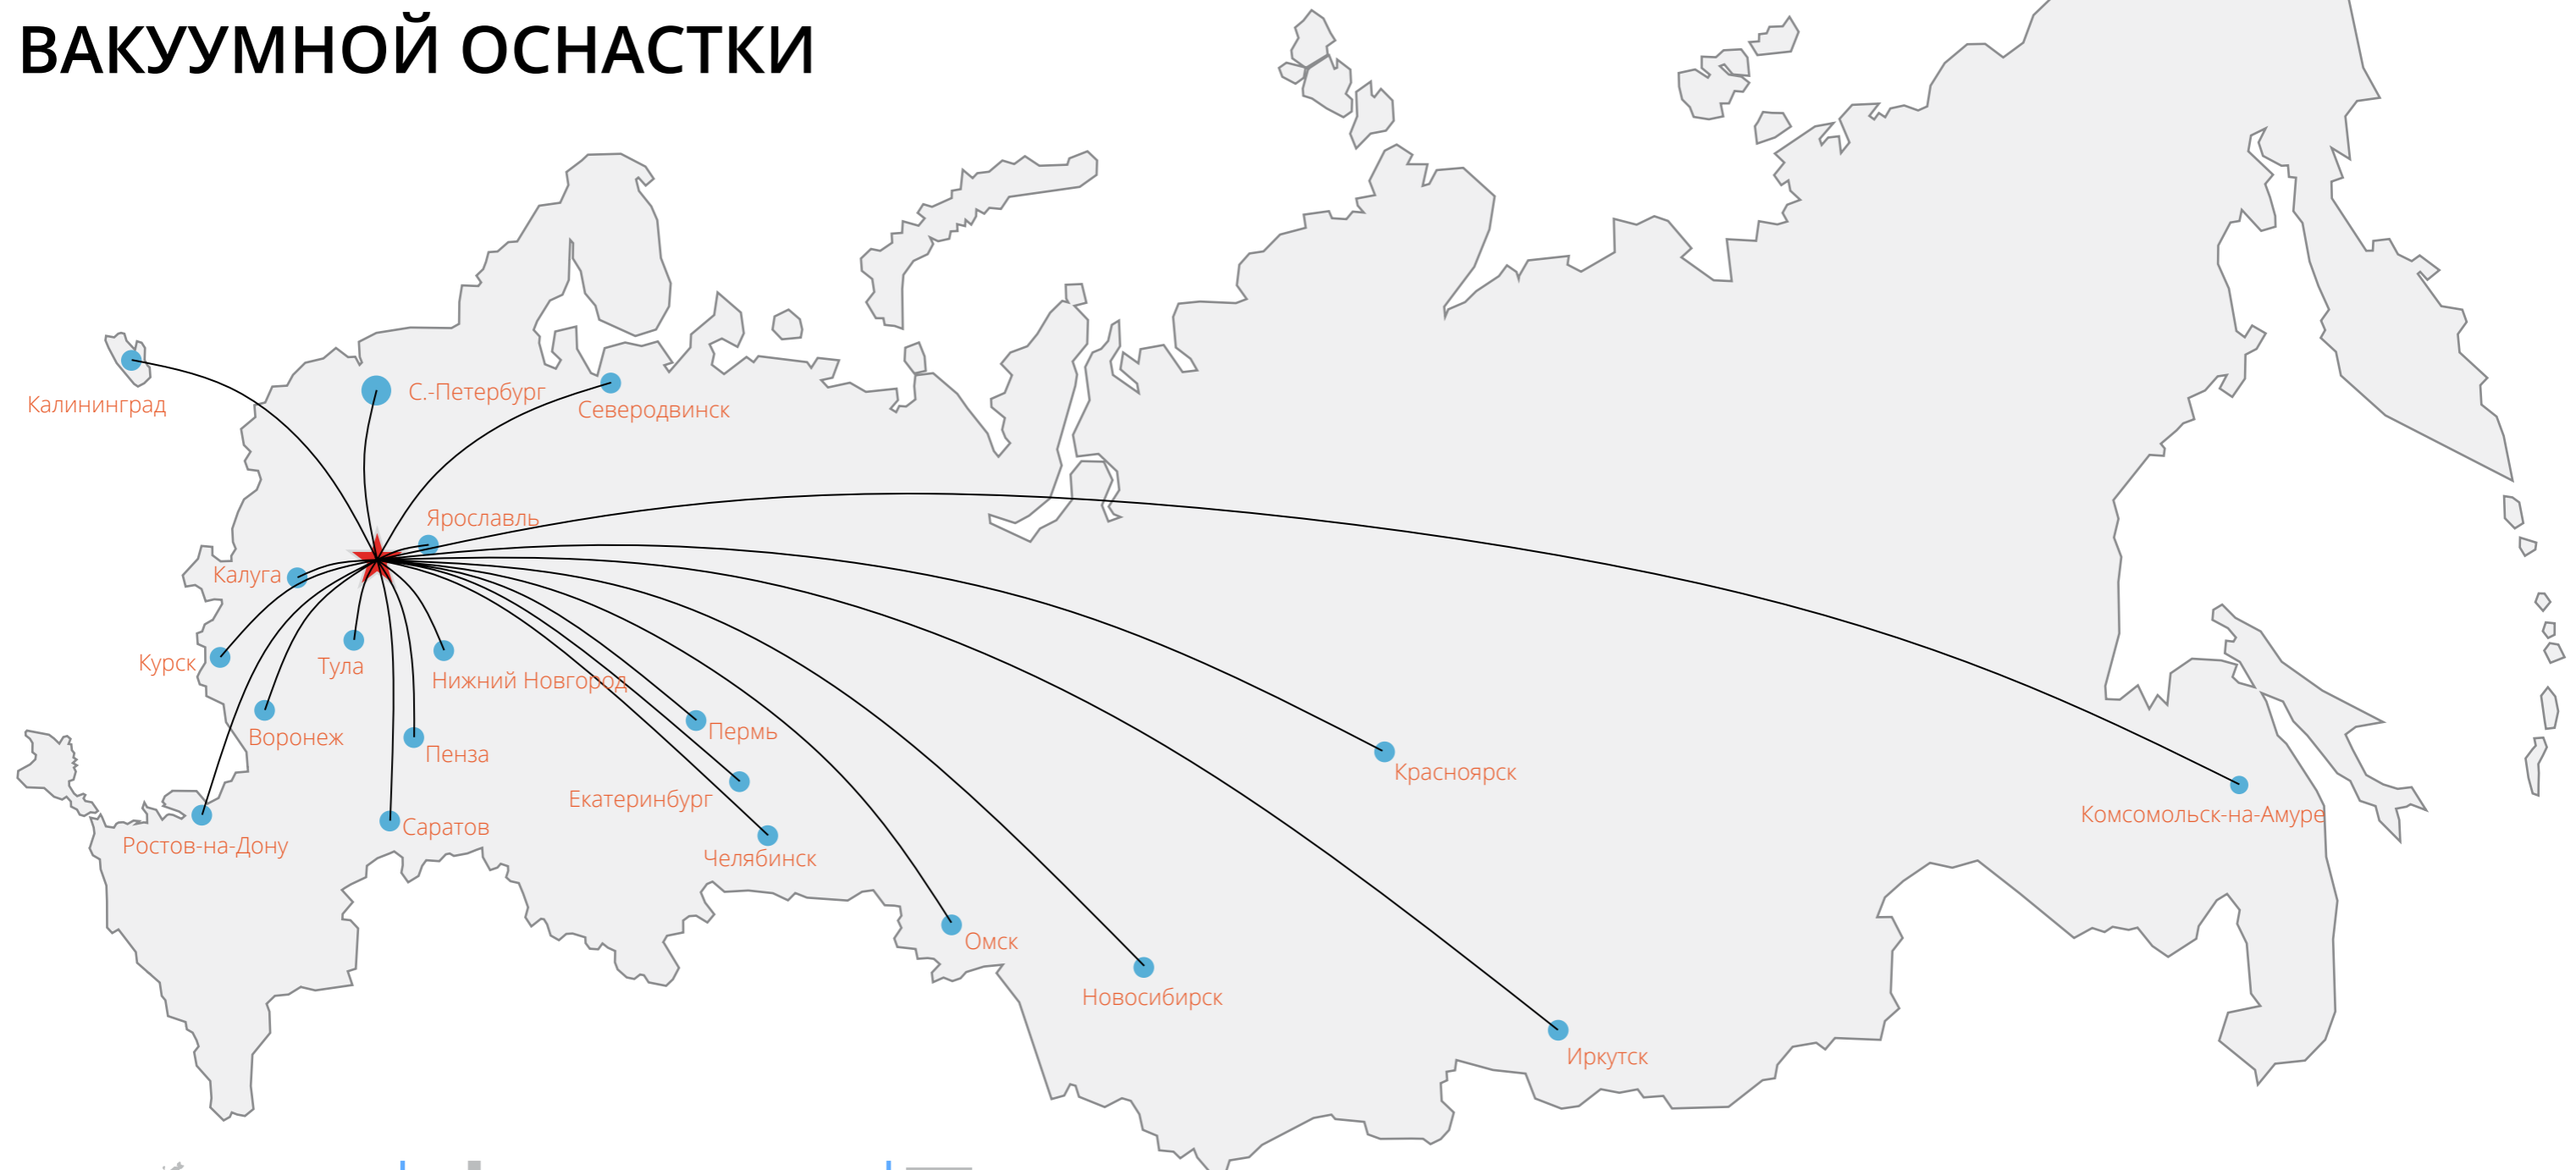 ВАКУУМНОЙ ОСНАСТКИ
С.-Петербург
Калининград
Северодвинск
Ярославль
Калуга
Курск
Тула
Нижний Новгород
Пермь
Воронеж
Пенза
Красноярск
Екатеринбург
Комсомольск-на-Амуре
Саратов
Ростов-на-Дону
Челябинск
Омск
Новосибирск
Иркутск